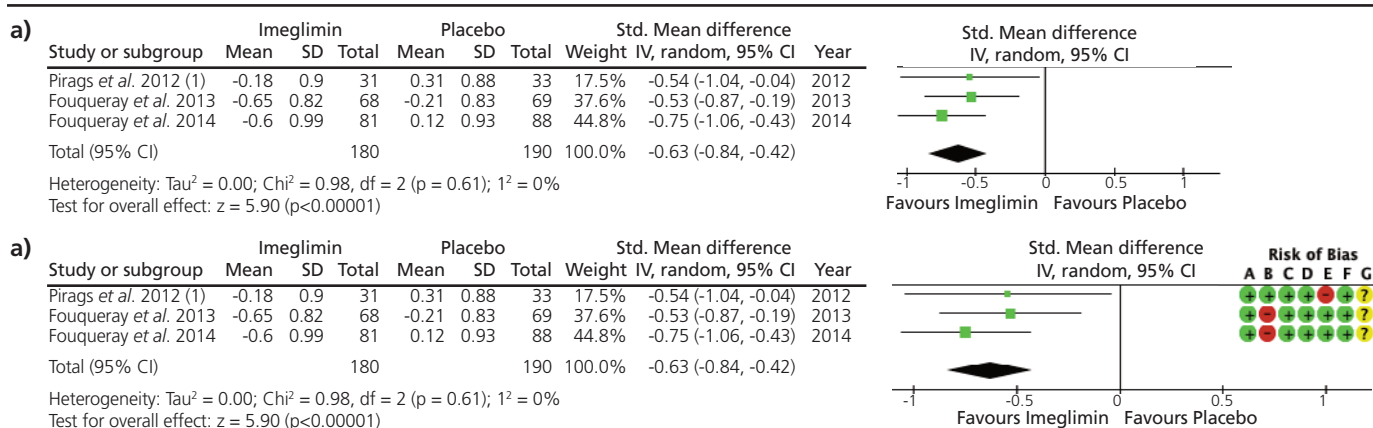 a)
Imeglimin Placebo Std. Mean difference
Study or subgroup Mean SD Total Mean SD Total Weight IV, random, 95% CI Year
Pirags et al. 2012 (1) -0.18 0.9 31 0.31 0.88 33 17.5% -0.54 (-1.04, -0.04) 2012
Fouqueray et al. 2013 -0.65 0.82 68 -0.21 0.83 69 37.6% -0.53 (-0.87, -0.19) 2013
Fouqueray et al. 2014 -0.6 0.99 81 0.12 0.93 88 44.8% -0.75 (-1.06, -0.43) 2014
Total (95% CI) 180 190 100.0% -0.63 (-0.84, -0.42)
Heterogeneity: Tau² = 0.00; Chi² = 0.98, df = 2 (p = 0.61); 1² = 0%
Test for overall effect: z = 5.90 (p<0.00001)
Std. Mean difference
IV, random, 95% CI
-1 -0.5 0 0.5 1
Favours Imeglimin Favours Placebo
a)
Imeglimin Placebo Std. Mean difference
Study or subgroup Mean SD Total Mean SD Total Weight IV, random, 95% CI Year
Pirags et al. 2012 (1) -0.18 0.9 31 0.31 0.88 33 17.5% -0.54 (-1.04, -0.04) 2012
Fouqueray et al. 2013 -0.65 0.82 68 -0.21 0.83 69 37.6% -0.53 (-0.87, -0.19) 2013
Fouqueray et al. 2014 -0.6 0.99 81 0.12 0.93 88 44.8% -0.75 (-1.06, -0.43) 2014
Total (95% CI) 180 190 100.0% -0.63 (-0.84, -0.42)
Heterogeneity: Tau² = 0.00; Chi² = 0.98, df = 2 (p = 0.61); 1² = 0%
Test for overall effect: z = 5.90 (p<0.00001)
Std. Mean difference
IV, random, 95% CI
-1 -0.5 0 0.5 1
Favours Imeglimin Favours Placebo
Risk of Bias
A B C D E F G
+ + + + - + ?
+ - + + + + ?
+ - + + + + ?